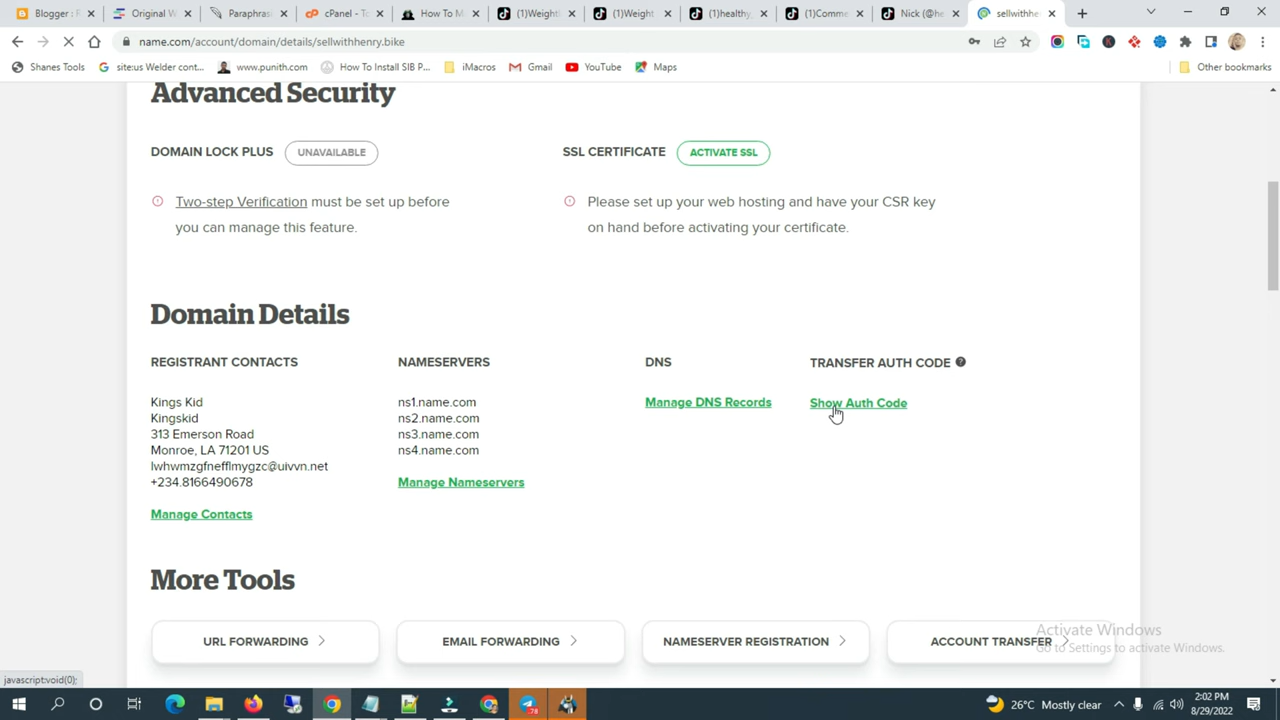 Blogger : R
Original W
Paraphras
cPanel - To
How To M
(1)Weigh
(1)Weight
(1)healthy
(1)Comme
Nick (@he
sellwithhe
name.com/account/domain/details/sellwithhenry.bike
Shanes Tools
site:us Welder cont...
www.punith.com
How To Install SIB P...
iMacros
Gmail
YouTube
Maps
Other bookmarks
Advanced Security
DOMAIN LOCK PLUS
UNAVAILABLE
SSL CERTIFICATE
ACTIVATE SSL
Two-step Verification must be set up before
you can manage this feature.
Please set up your web hosting and have your CSR key
on hand before activating your certificate.
Domain Details
REGISTRANT CONTACTS
Kings Kid
Kingskid
313 Emerson Road
Monroe, LA 71201 US
lwhwmzgfnefflmygzc@uivvn.net
+234.8166490678
Manage Contacts
NAMESERVERS
ns1.name.com
ns2.name.com
ns3.name.com
ns4.name.com
Manage Nameservers
DNS
Manage DNS Records
TRANSFER AUTH CODE ?
Show Auth Code
More Tools
URL FORWARDING
EMAIL FORWARDING
NAMESERVER REGISTRATION
ACCOUNT TRANSFER
Activate Windows
Go to Settings to activate Windows.
javascript:void(0);
26°C Mostly clear
2:02 PM
8/29/2022